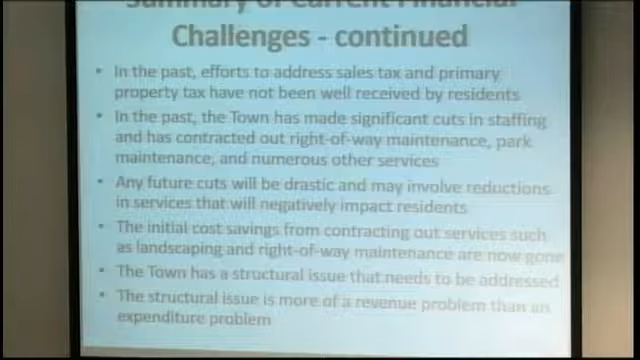 Summary of Current Financial
Challenges - continued
• In the past, efforts to address sales tax and primary
property tax have not been well received by residents
• In the past, the Town has made significant cuts in staffing
and has contracted out right-of-way maintenance, park
maintenance, and numerous other services
• Any future cuts will be drastic and may involve reductions
in services that will negatively impact residents
• The initial cost savings from contracting out services such
as landscaping and right-of-way maintenance are now gone
• The Town has a structural issue that needs to be addressed
• The structural issue is more of a revenue problem than an
expenditure problem